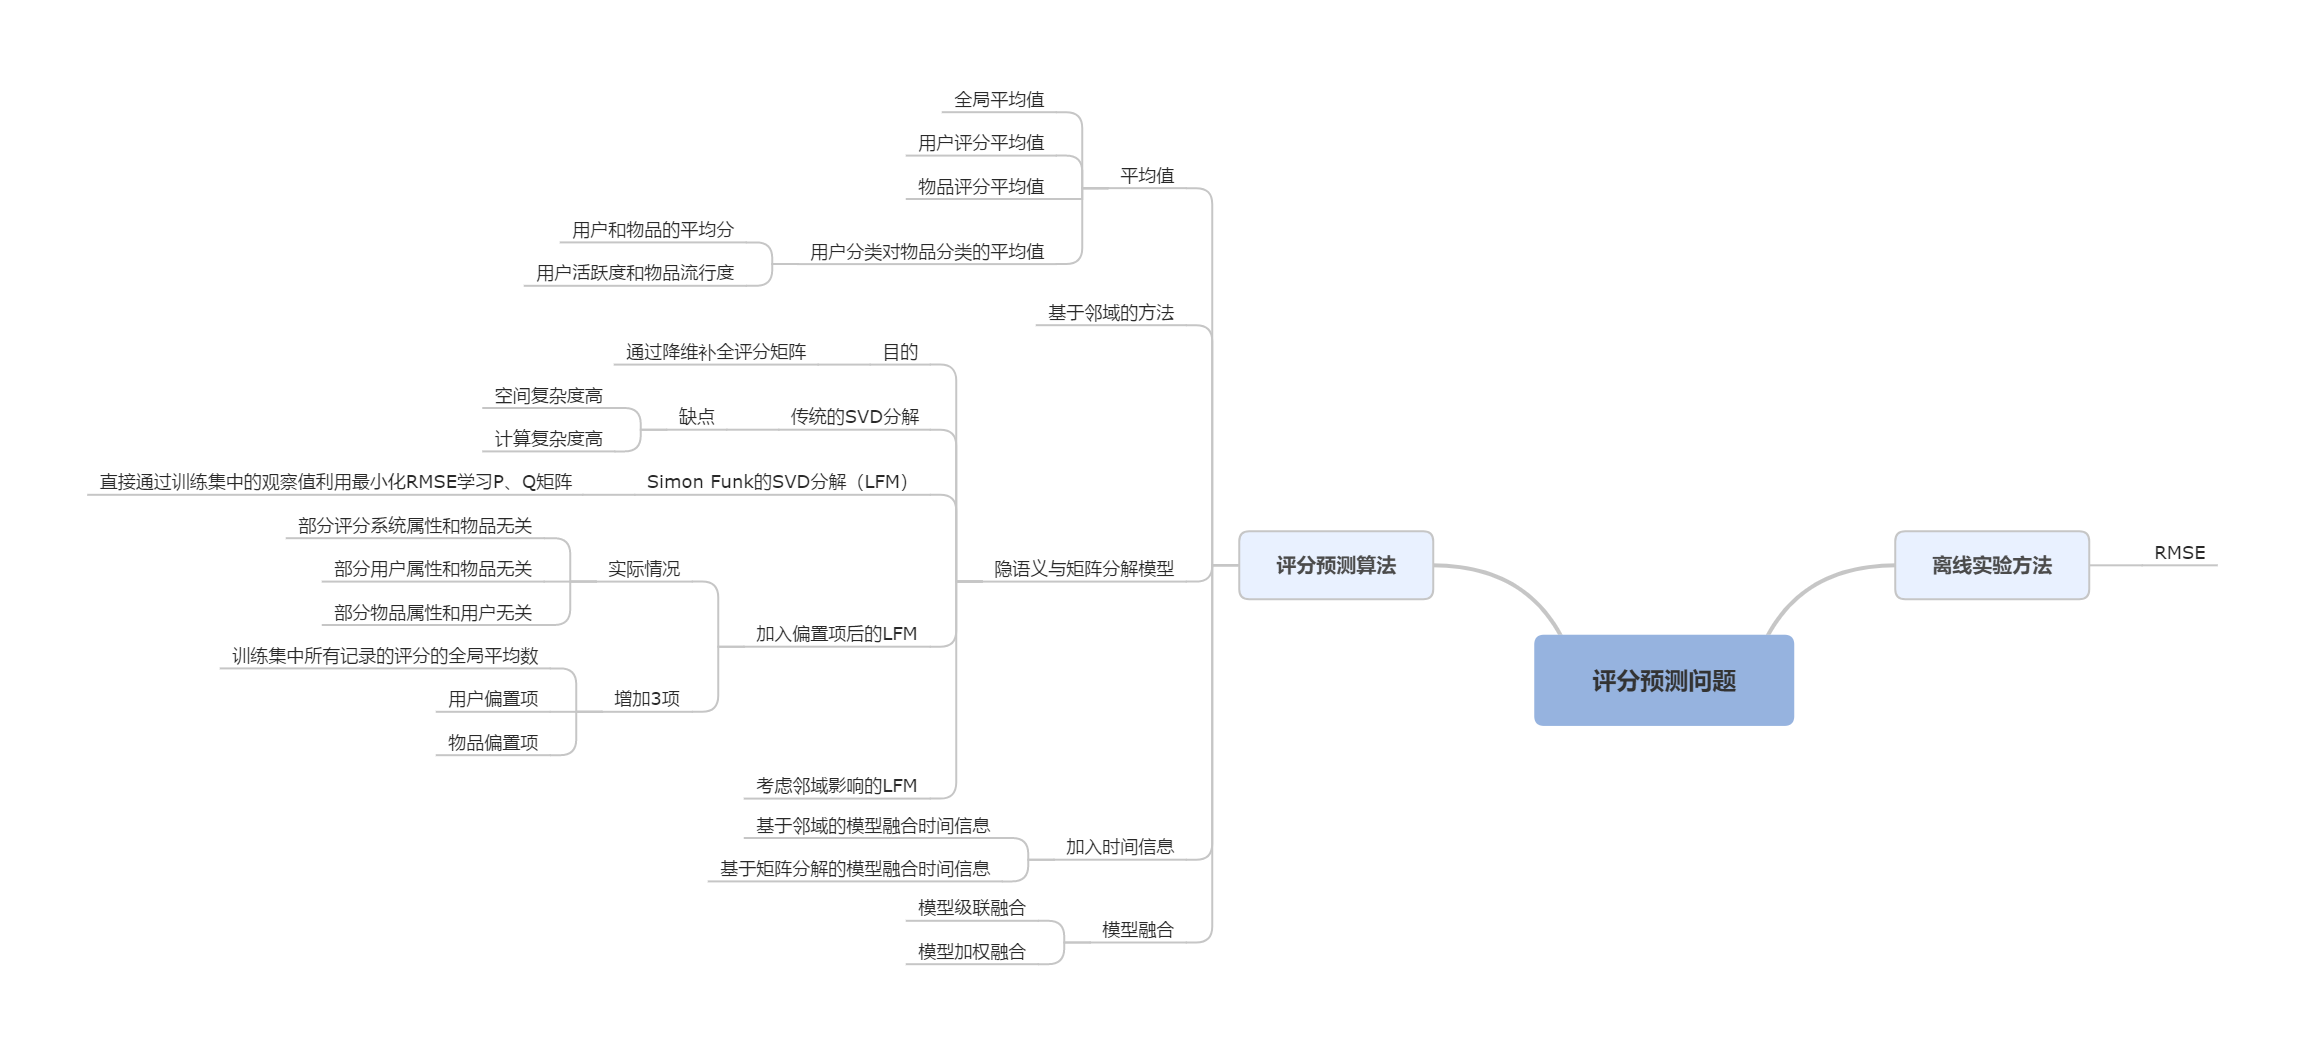 评分预测问题
离线实验方法
RMSE
评分预测算法
平均值
全局平均值
用户评分平均值
物品评分平均值
用户分类对物品分类的平均值
用户和物品的平均分
用户活跃度和物品流行度
基于邻域的方法
隐语义与矩阵分解模型
目的
通过降维补全评分矩阵
传统的SVD分解
缺点
空间复杂度高
计算复杂度高
Simon Funk的SVD分解（LFM）
直接通过训练集中的观察值利用最小化RMSE学习P、Q矩阵
加入偏置项后的LFM
实际情况
部分评分系统属性和物品无关
部分用户属性和物品无关
部分物品属性和用户无关
增加3项
训练集中所有记录的评分的全局平均数
用户偏置项
物品偏置项
考虑邻域影响的LFM
加入时间信息
基于邻域的模型融合时间信息
基于矩阵分解的模型融合时间信息
模型融合
模型级联融合
模型加权融合